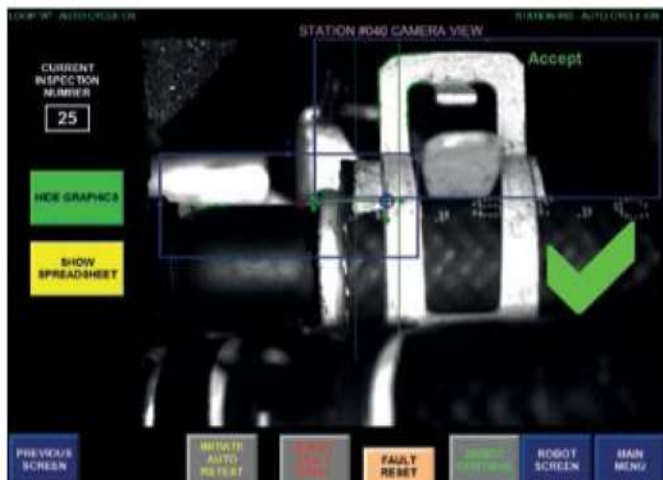 STATION #040 CAMERA VIEW
Accept
CURRENT
INSPECTION
NUMBER
25
HIDE GRAPHICS
SHOW
SPREADSHEET
PREVIOUS
SCREEN
INITIATE
AUTO
RETEST
FAULT
RESET
ROBOT
SCREEN
MAIN
MENU